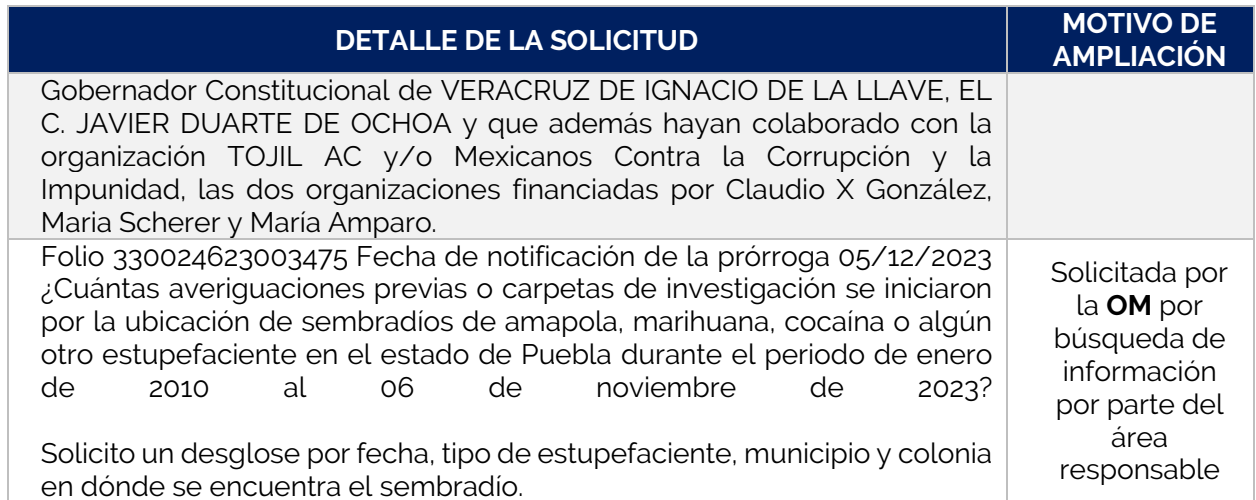 DETALLE DE LA SOLICITUD
MOTIVO DE
AMPLIACIÓN
Gobernador Constitucional de VERACRUZ DE IGNACIO DE LA LLAVE, EL
C. JAVIER DUARTE DE OCHOA y que además hayan colaborado con la
organización TOJIL AC y/o Mexicanos Contra la Corrupción y la
Impunidad, las dos organizaciones financiadas por Claudio X González,
Maria Scherer y María Amparo.
Folio 330024623003475 Fecha de notificación de la prórroga 05/12/2023
¿Cuántas averiguaciones previas o carpetas de investigación se iniciaron
por la ubicación de sembradíos de amapola, marihuana, cocaína o algún
otro estupefaciente en el estado de Puebla durante el periodo de enero
de 2010 al 06 de noviembre de 2023?
Solicito un desglose por fecha, tipo de estupefaciente, municipio y colonia
en dónde se encuentra el sembradío.
Solicitada por
la OM por
búsqueda de
información
por parte del
área
responsable